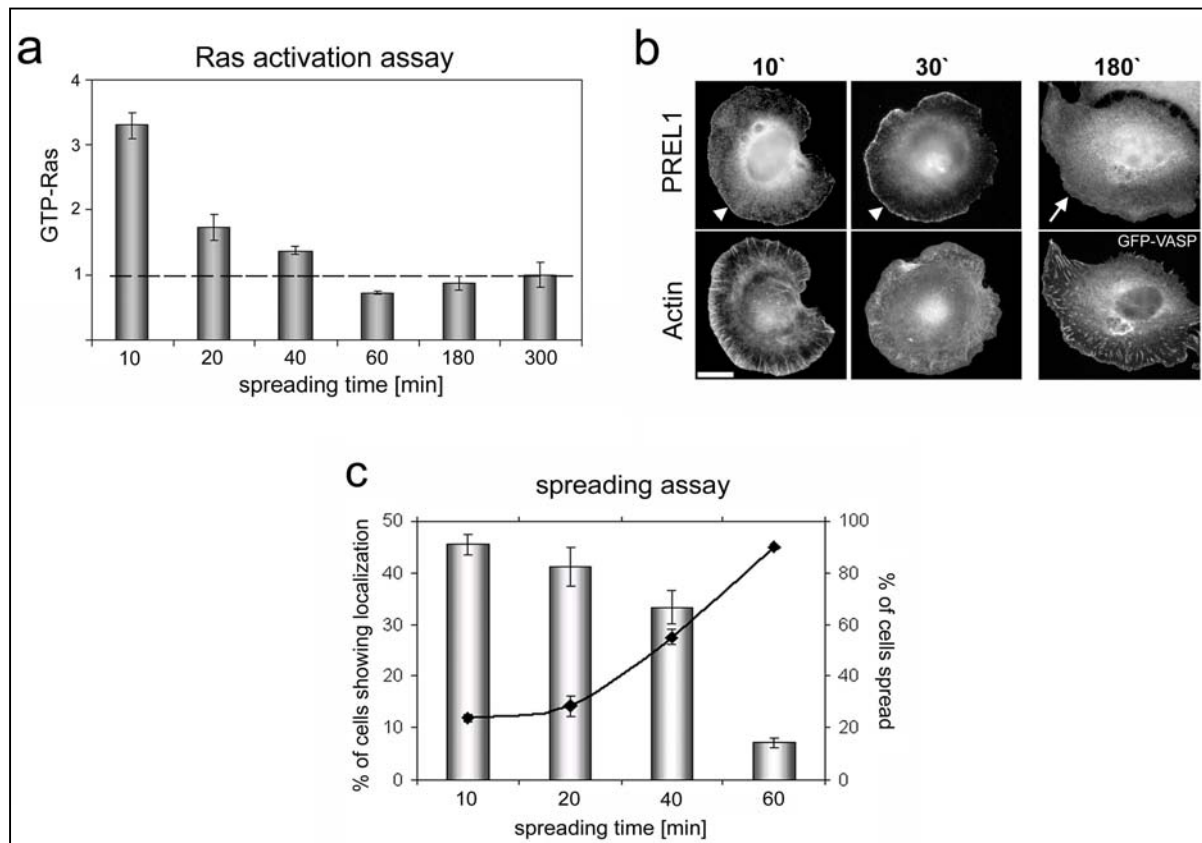 a
Ras activation assay
GTP-Ras
4
3
2
1
10 20 40 60 180 300
spreading time [min]
b
10` 30` 180`
PREL1
Actin
GFP-VASP
c
spreading assay
% of cells showing localization
50
40
30
20
10
0
100
80
60
40
20
0
% of cells spread
10 20 40 60
spreading time [min]